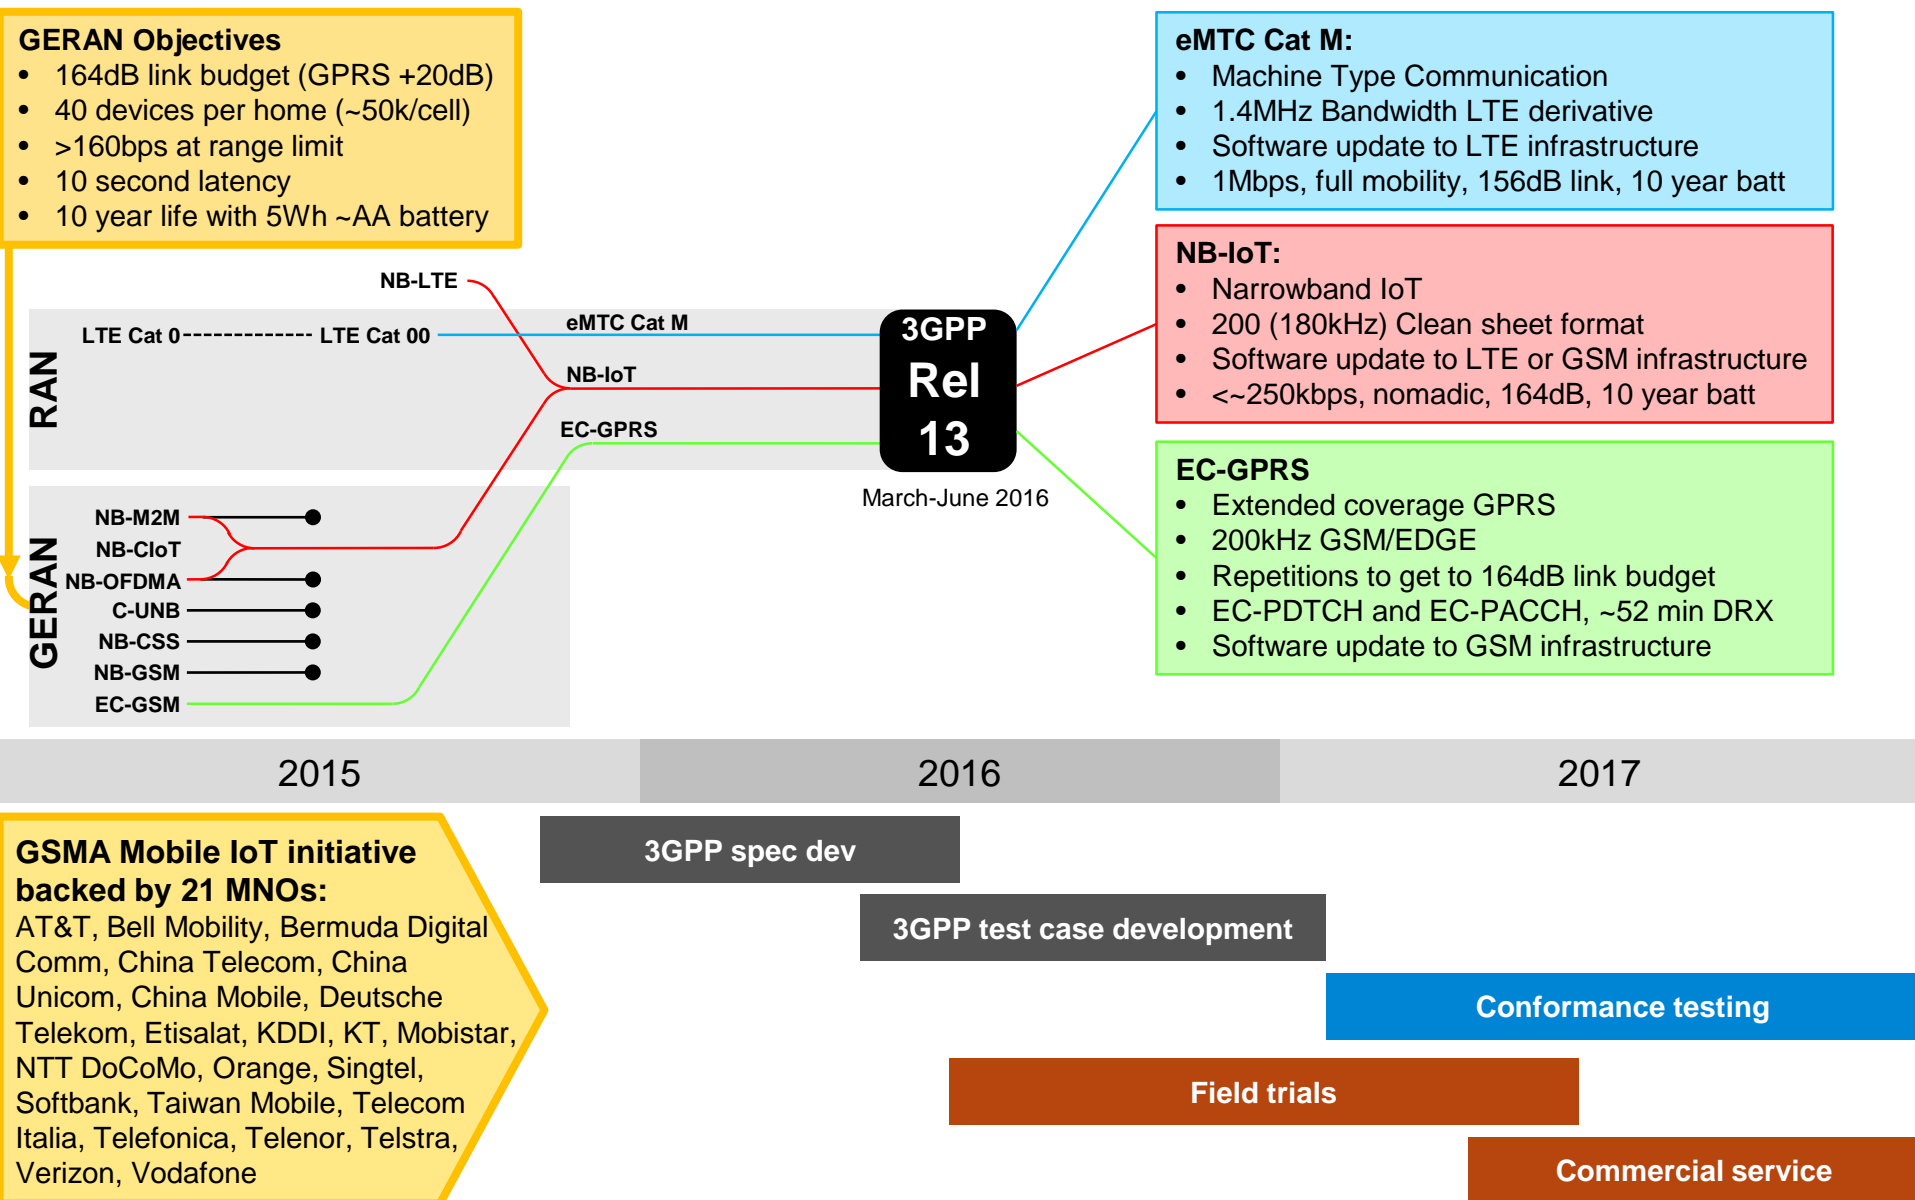 GERAN Objectives
• 164dB link budget (GPRS +20dB)
• 40 devices per home (~50k/cell)
• >160bps at range limit
• 10 second latency
• 10 year life with 5Wh ~AA battery
eMTC Cat M:
• Machine Type Communication
• 1.4MHz Bandwidth LTE derivative
• Software update to LTE infrastructure
• 1Mbps, full mobility, 156dB link, 10 year batt
NB-IoT:
• Narrowband IoT
• 200 (180kHz) Clean sheet format
• Software update to LTE or GSM infrastructure
• <~250kbps, nomadic, 164dB, 10 year batt
EC-GPRS
• Extended coverage GPRS
• 200kHz GSM/EDGE
• Repetitions to get to 164dB link budget
• EC-PDTCH and EC-PACCH, ~52 min DRX
• Software update to GSM infrastructure
NB-LTE
RAN
LTE Cat 0
LTE Cat 00
eMTC Cat M
NB-IoT
EC-GPRS
3GPP
Rel
13
March-June 2016
GERAN
NB-M2M
NB-CIoT
NB-OFDMA
C-UNB
NB-CSS
NB-GSM
EC-GSM
2015
2016
2017
GSMA Mobile IoT initiative
backed by 21 MNOs:
AT&T, Bell Mobility, Bermuda Digital
Comm, China Telecom, China
Unicom, China Mobile, Deutsche
Telekom, Etisalat, KDDI, KT, Mobistar,
NTT DoCoMo, Orange, Singtel,
Softbank, Taiwan Mobile, Telecom
Italia, Telefonica, Telenor, Telstra,
Verizon, Vodafone
3GPP spec dev
3GPP test case development
Conformance testing
Field trials
Commercial service